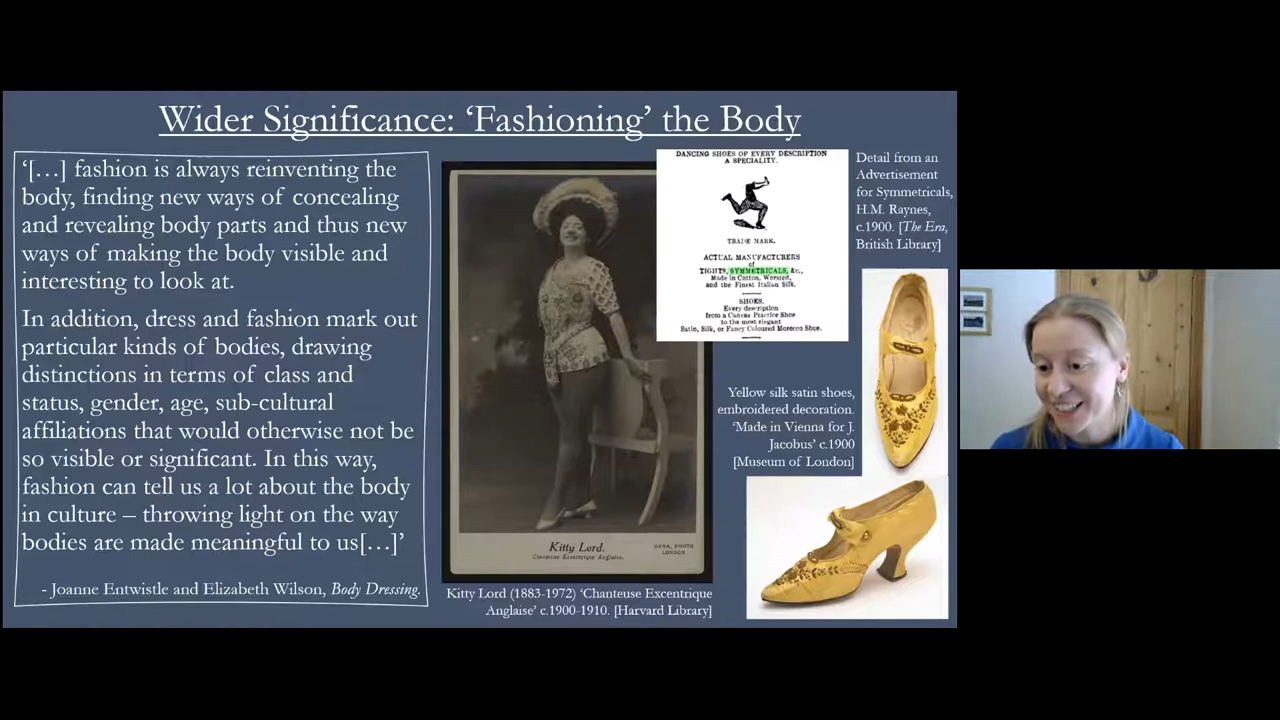 Wider Significance: ‘Fashioning’ the Body
‘[…] fashion is always reinventing the
body, finding new ways of concealing
and revealing body parts and thus new
ways of making the body visible and
interesting to look at.
In addition, dress and fashion mark out
particular kinds of bodies, drawing
distinctions in terms of class and
status, gender, age, sub-cultural
affiliations that would otherwise not be
so visible or significant. In this way,
fashion can tell us a lot about the body
in culture – throwing light on the way
bodies are made meaningful to us[…]’
- Joanne Entwistle and Elizabeth Wilson, Body Dressing.
Kitty Lord.
Chanteuse Excentrique Anglaise.
HANA, PHOTO
LONDON
Kitty Lord (1883-1972) ‘Chanteuse Excentrique
Anglaise’ c.1900-1910. [Harvard Library]
DANCING SHOES OF EVERY DESCRIPTION
A SPECIALITY.
TRADE MARK.
ACTUAL MANUFACTURERS
of
TIGHTS, SYMMETRICALS, &c.,
Made in Cotton, Worsted,
and the Finest Italian Silk.
SHOES.
Every description
from a Canvas Practice Shoe
to the most elegant
Satin, Silk, or Fancy Coloured Morocco Shoe.
Detail from an
Advertisement
for Symmetricals,
H.M. Raynes,
c.1900. [The Era,
British Library]
Yellow silk satin shoes,
embroidered decoration.
‘Made in Vienna for J.
Jacobus’ c.1900
[Museum of London]